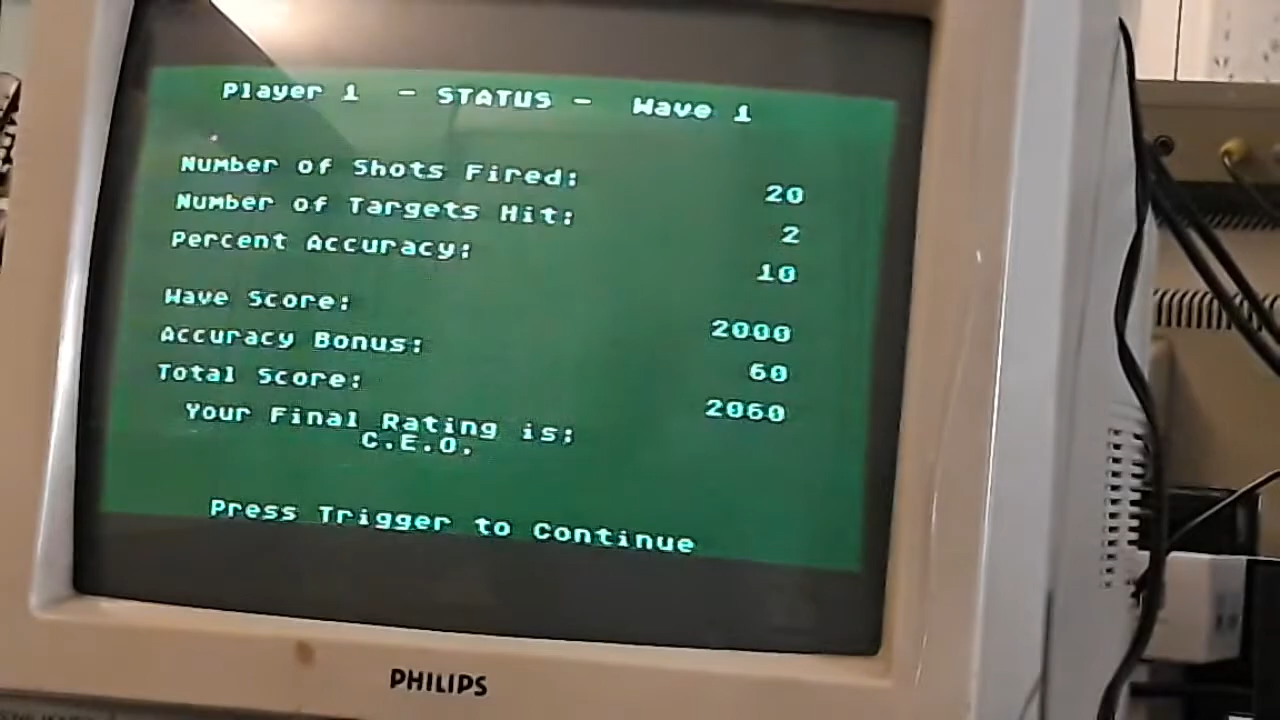 Player 1 - STATUS - Wave 1
Number of Shots Fired: 20
Number of Targets Hit: 2
Percent Accuracy: 10
Wave Score: 2000
Accuracy Bonus: 60
Total Score: 2060
Your Final Rating is:
C.E.O.
Press Trigger to Continue
PHILIPS